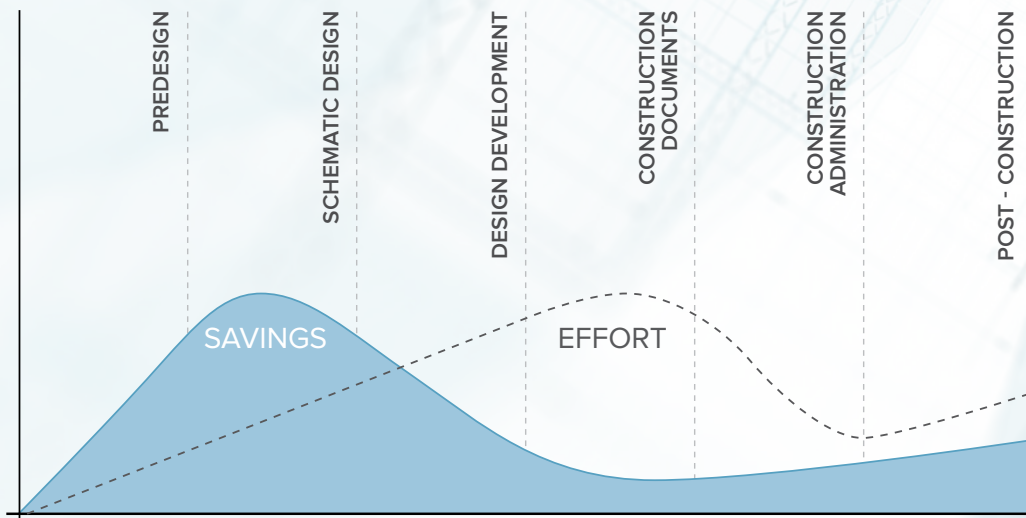 PREDESIGN
SCHEMATIC DESIGN
DESIGN DEVELOPMENT
CONSTRUCTION
DOCUMENTS
CONSTRUCTION
ADMINISTRATION
POST - CONSTRUCTION
SAVINGS
EFFORT